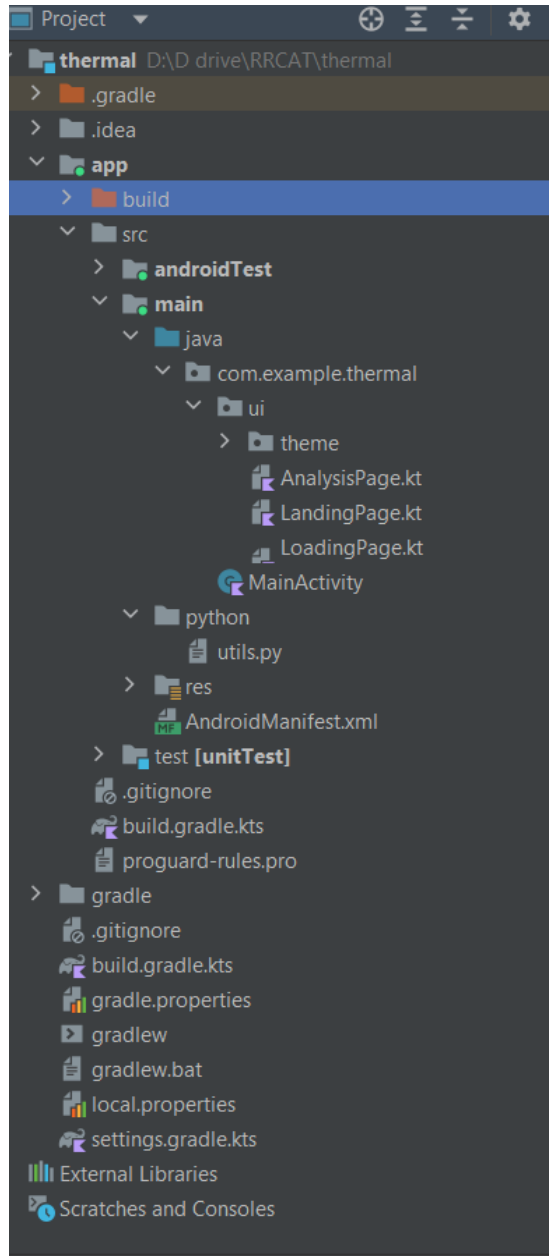 Project
thermal D:\D drive\RRCAT\thermal
.gradle
.idea
app
build
src
androidTest
main
java
com.example.thermal
ui
theme
AnalysisPage.kt
LandingPage.kt
LoadingPage.kt
MainActivity
python
utils.py
res
AndroidManifest.xml
test [unitTest]
.gitignore
build.gradle.kts
proguard-rules.pro
gradle
.gitignore
build.gradle.kts
gradle.properties
gradlew
gradlew.bat
local.properties
settings.gradle.kts
External Libraries
Scratches and Consoles